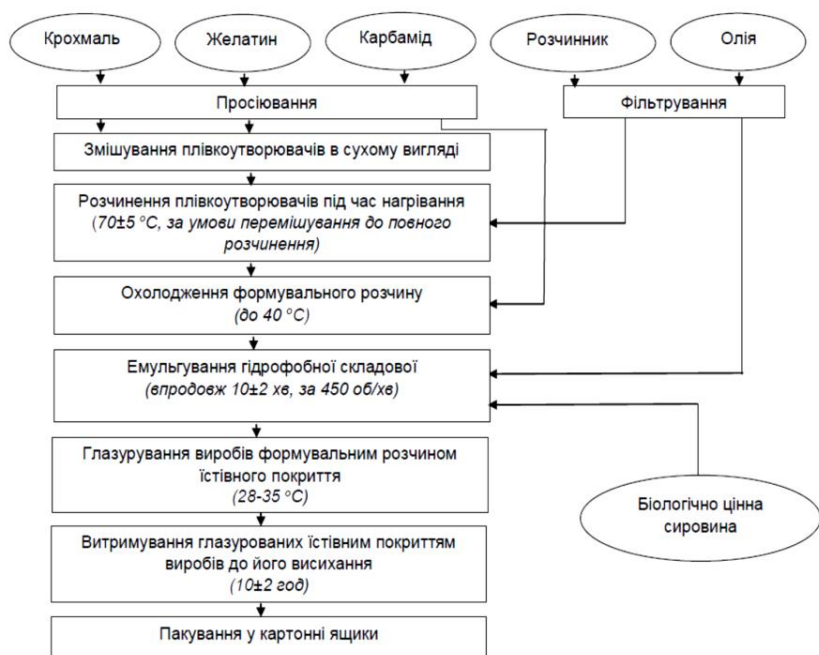 Крохмаль
Желатин
Карбамід
Розчинник
Олія
Просіювання
Фільтрування
Змішування плівкоутворювачів в сухому вигляді
Розчинення плівкоутворювачів під час нагрівання
(70±5 °С, за умови перемішування до повного
розчинення)
Охолодження формувального розчину
(до 40 °С)
Емульгування гідрофобної складової
(впродовж 10±2 хв, за 450 об/хв)
Глазурування виробів формувальним розчином
їстівного покриття
(28-35 °С)
Біологічно цінна
сировина
Витримування глазурованих їстівним покриттям
виробів до його висихання
(10±2 год)
Пакування у картонні ящики